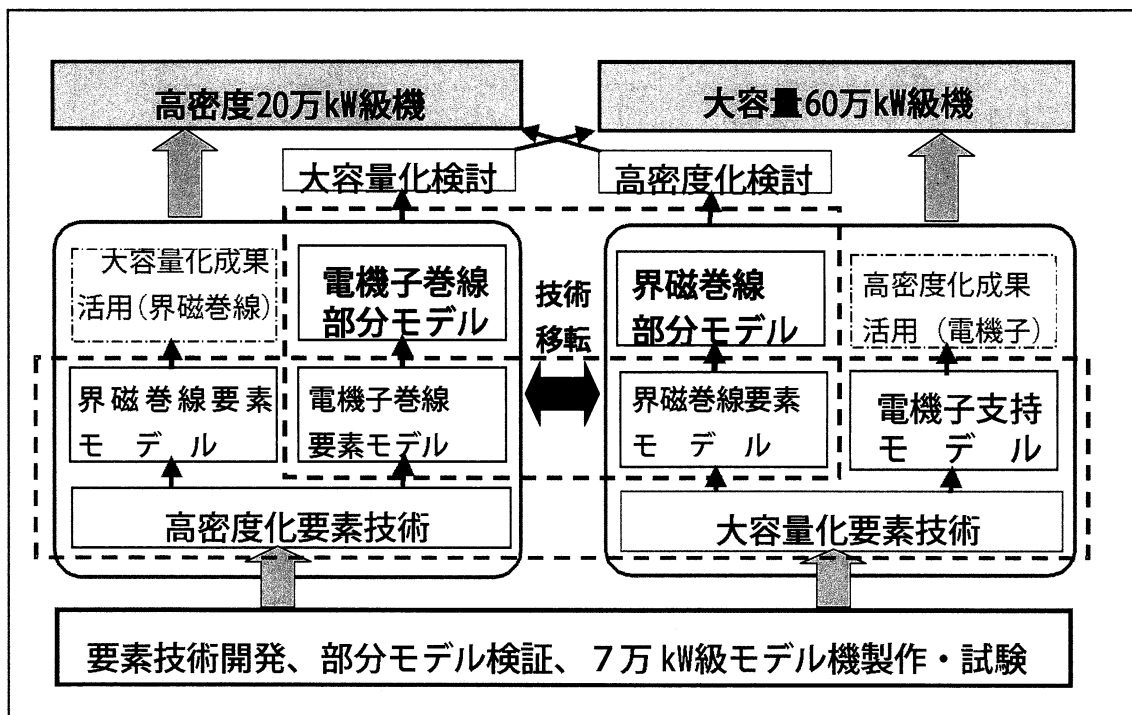 高密度20万kW級機
大容量60万kW級機
大容量化検討
高密度化検討
大容量化成果
活用(界磁巻線)
電機子巻線
部分モデル
技術
移転
界磁巻線
部分モデル
高密度化成果
活用(電機子)
界磁巻線要素
モデル
電機子巻線
要素モデル
界磁巻線要素
モデル
電機子支持
モデル
高密度化要素技術
大容量化要素技術
要素技術開発、部分モデル検証、7万kW級モデル機製作・試験